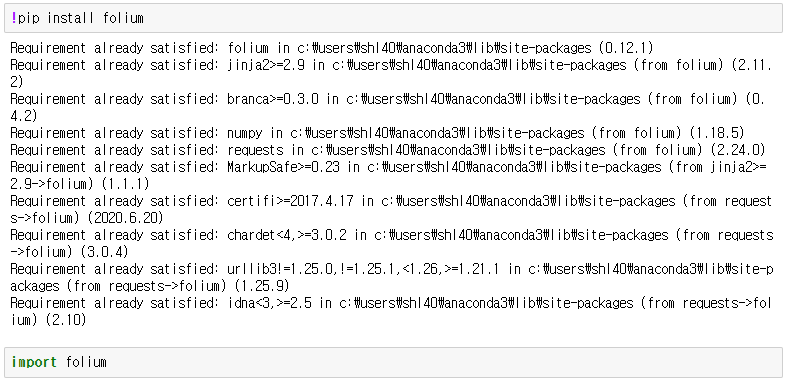 !pip install folium
Requirement already satisfied: folium in c:₩users₩shl40₩anaconda3₩lib₩site-packages (0.12.1)
Requirement already satisfied: jinja2>=2.9 in c:₩users₩shl40₩anaconda3₩lib₩site-packages (from folium) (2.11.
2)
Requirement already satisfied: branca>=0.3.0 in c:₩users₩shl40₩anaconda3₩lib₩site-packages (from folium) (0.
4.2)
Requirement already satisfied: numpy in c:₩users₩shl40₩anaconda3₩lib₩site-packages (from folium) (1.18.5)
Requirement already satisfied: requests in c:₩users₩shl40₩anaconda3₩lib₩site-packages (from folium) (2.24.0)
Requirement already satisfied: MarkupSafe>=0.23 in c:₩users₩shl40₩anaconda3₩lib₩site-packages (from jinja2>=
2.9->folium) (1.1.1)
Requirement already satisfied: certifi>=2017.4.17 in c:₩users₩shl40₩anaconda3₩lib₩site-packages (from request
s->folium) (2020.6.20)
Requirement already satisfied: chardet<4,>=3.0.2 in c:₩users₩shl40₩anaconda3₩lib₩site-packages (from requests
->folium) (3.0.4)
Requirement already satisfied: urllib3!=1.25.0,!=1.25.1,<1.26,>=1.21.1 in c:₩users₩shl40₩anaconda3₩lib₩site-p
ackages (from requests->folium) (1.25.9)
Requirement already satisfied: idna<3,>=2.5 in c:₩users₩shl40₩anaconda3₩lib₩site-packages (from requests->fol
ium) (2.10)
import folium